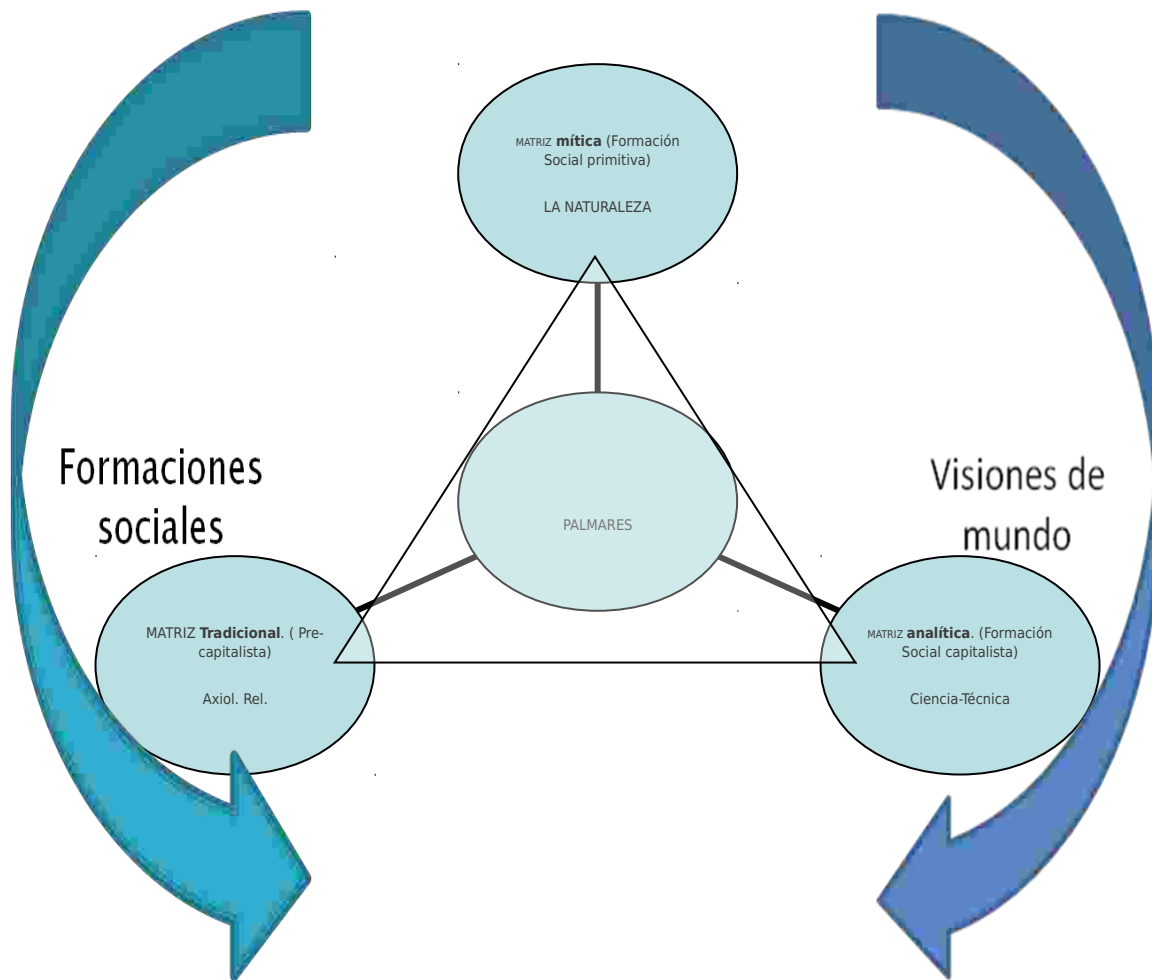 MATRIZ mítica (Formación
Social primitiva)
LA NATURALEZA
Formaciones
sociales
Visiones de
mundo
PALMARES
MATRIZ Tradicional. ( Pre-
capitalista)
Axiol. Rel.
MATRIZ analítica. (Formación
Social capitalista)
Ciencia-Técnica